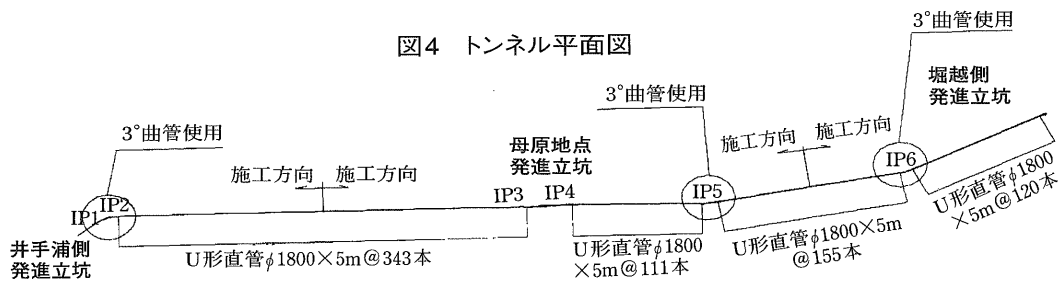 図4 トンネル平面図
3°曲管使用
堀越側
発進立坑
3°曲管使用
3°曲管使用
母原地点
発進立坑
施工方向 施工方向
施工方向 施工方向
IP1
IP2
IP3
IP4
IP5
IP6
井手浦側
発進立坑
U形直管φ1800×5m@343本
U形直管φ1800
×5m@111本
U形直管φ1800×5m
@155本
U形直管φ1800
×5m@120本